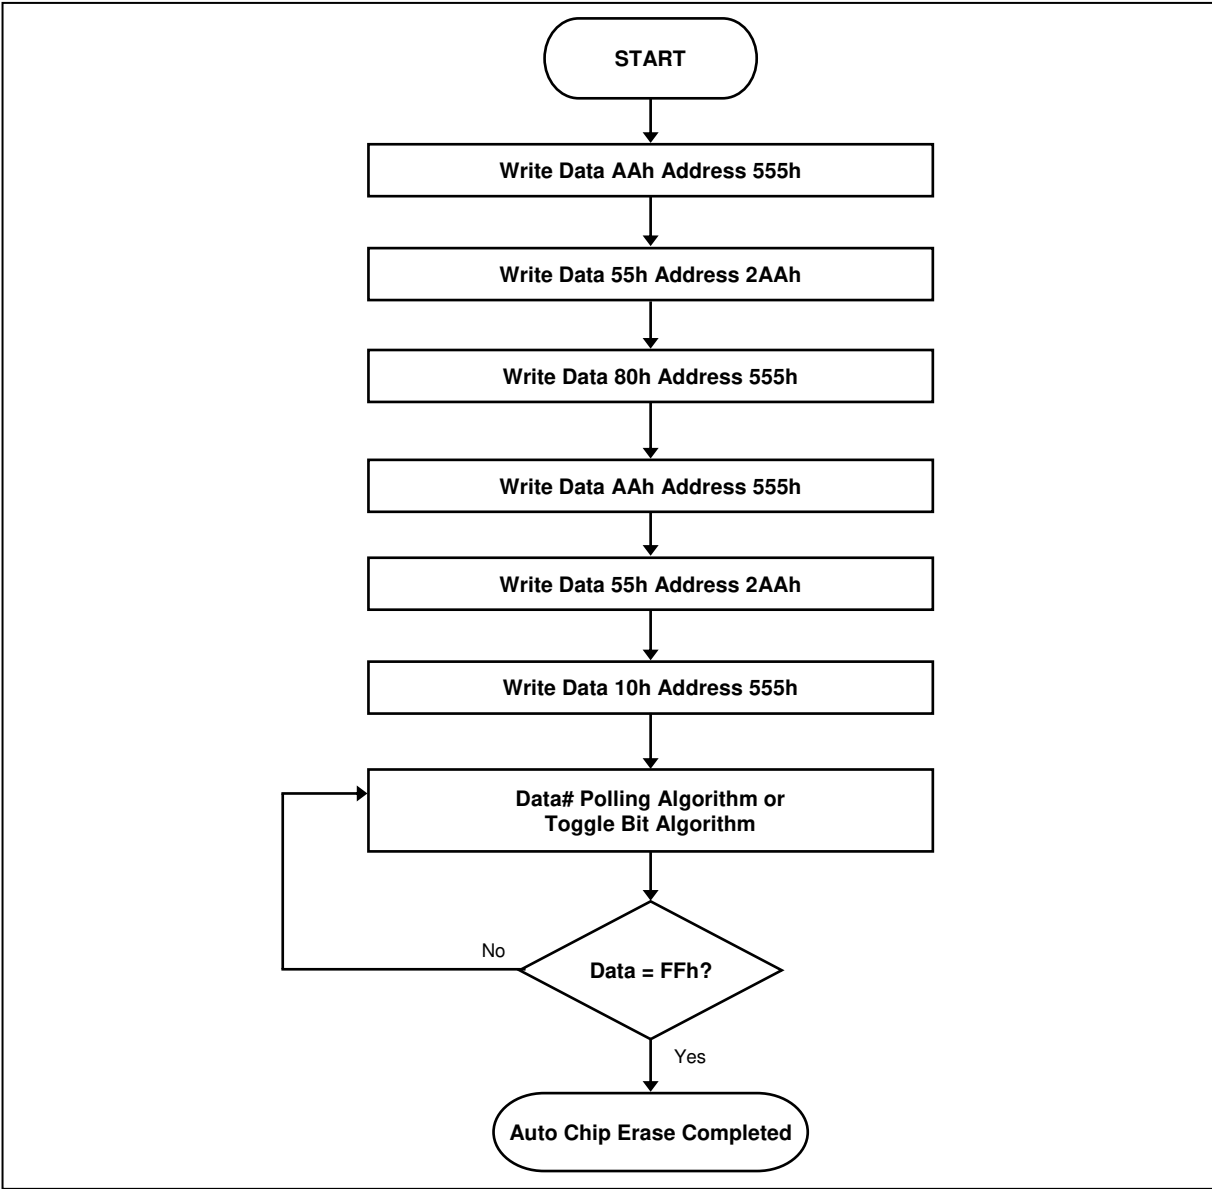 START
Write Data AAh Address 555h
Write Data 55h Address 2AAh
Write Data 80h Address 555h
Write Data AAh Address 555h
Write Data 55h Address 2AAh
Write Data 10h Address 555h
Data# Polling Algorithm or
Toggle Bit Algorithm
No
Data = FFh?
Yes
Auto Chip Erase Completed